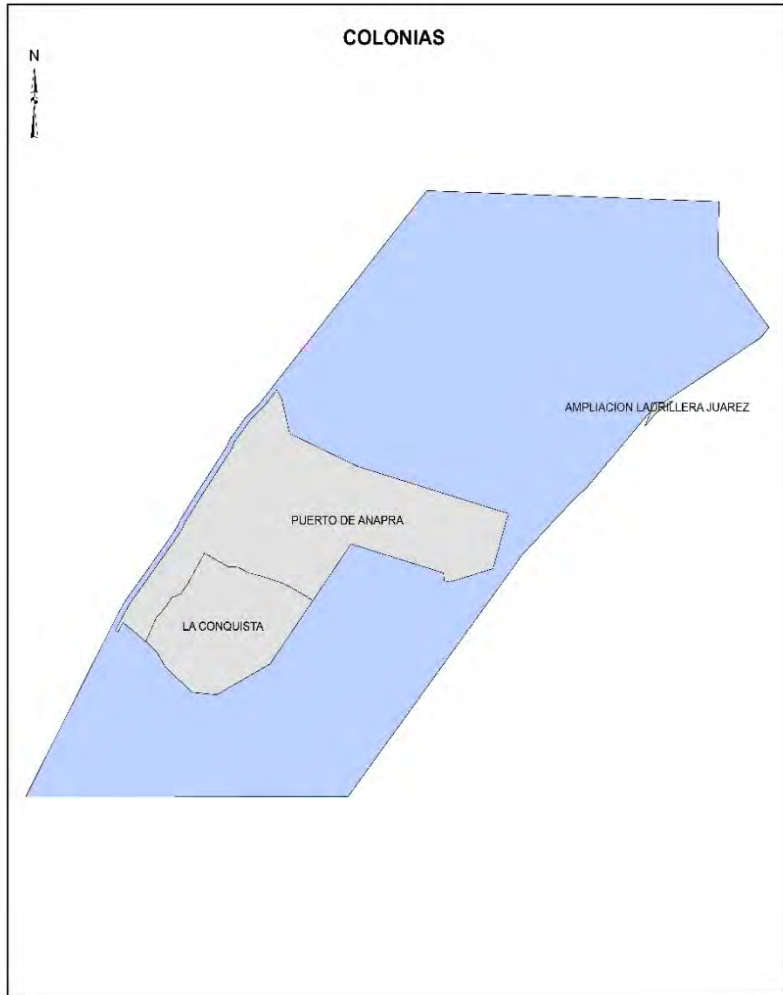 COLONIAS
N
AMPLIACION LADRILLERA JUAREZ
PUERTO DE ANAPRA
LA CONQUISTA